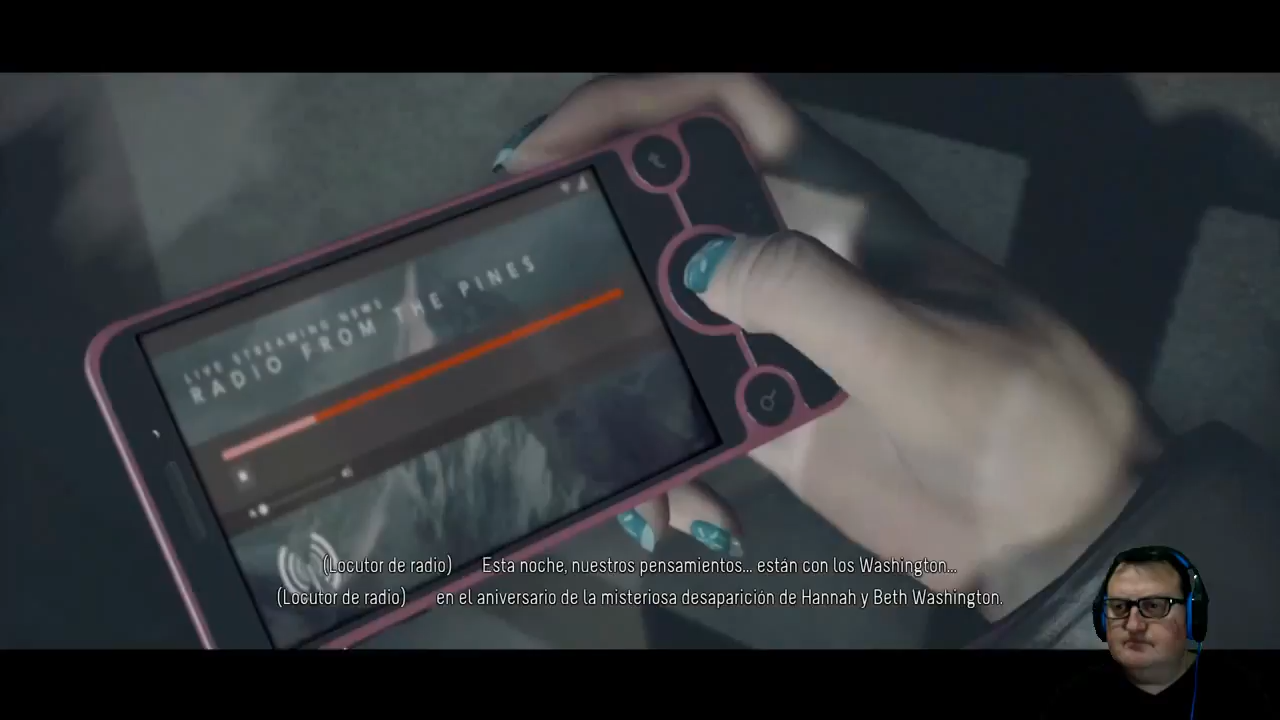 LIVE STREAMING NEWS
RADIO FROM THE PINES
(Locutor de radio) Esta noche, nuestros pensamientos... están con los Washington...
(Locutor de radio) en el aniversario de la misteriosa desaparición de Hannah y Beth Washington.